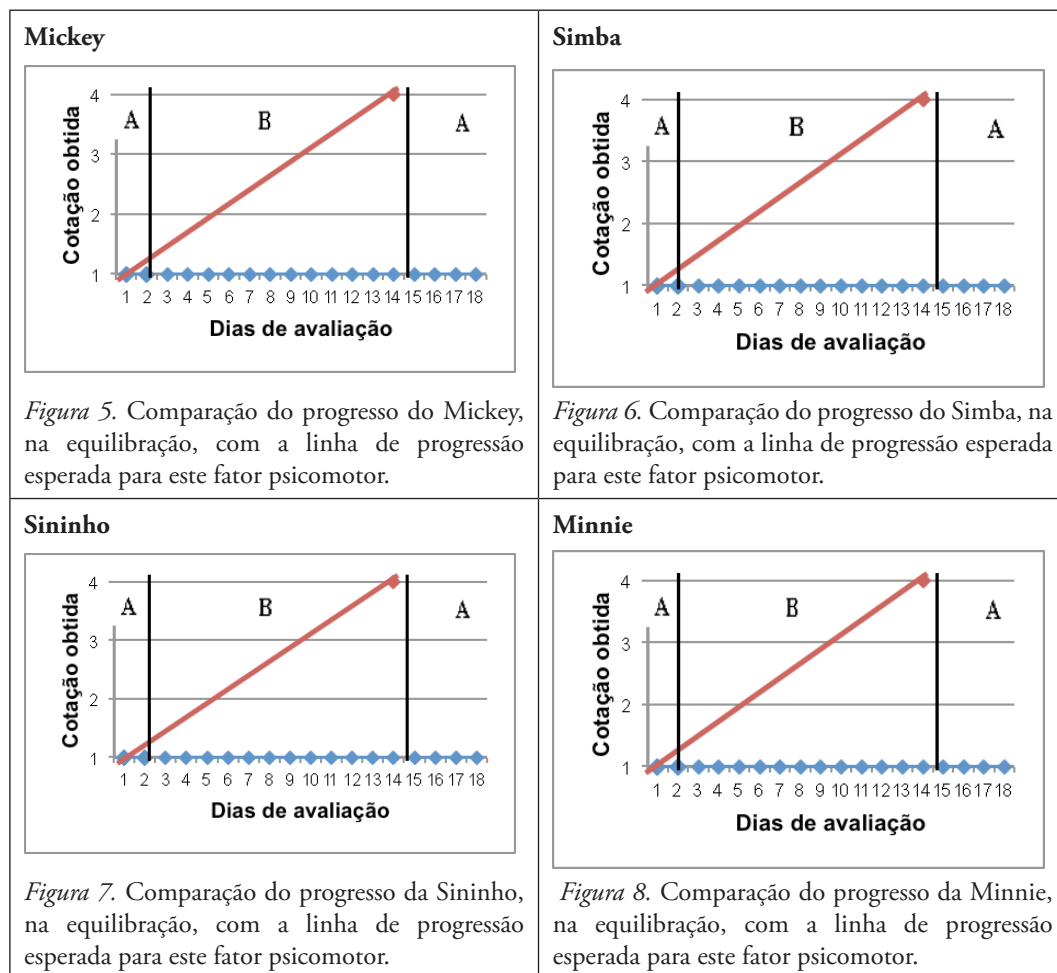 Mickey
4
3
2
1
A
B
A
Cotação obtida
1 2 3 4 5 6 7 8 9 10 11 12 13 14 15 16 17 18
Dias de avaliação
Figura 5. Comparação do progresso do Mickey,
na equilibração, com a linha de progressão
esperada para este fator psicomotor.
Simba
4
3
2
1
A
B
A
Cotação obtida
1 2 3 4 5 6 7 8 9 10 11 12 13 14 15 16 17 18
Dias de avaliação
Figura 6. Comparação do progresso do Simba, na
equilibração, com a linha de progressão esperada
para este fator psicomotor.
Sininho
4
3
2
1
A
B
A
Cotação obtida
1 2 3 4 5 6 7 8 9 10 11 12 13 14 15 16 17 18
Dias de avaliação
Figura 7. Comparação do progresso da Sininho,
na equilibração, com a linha de progressão
esperada para este fator psicomotor.
Minnie
4
3
2
1
A
B
A
Cotação obtida
1 2 3 4 5 6 7 8 9 10 11 12 13 14 15 16 17 18
Dias de avaliação
Figura 8. Comparação do progresso da Minnie,
na equilibração, com a linha de progressão
esperada para este fator psicomotor.